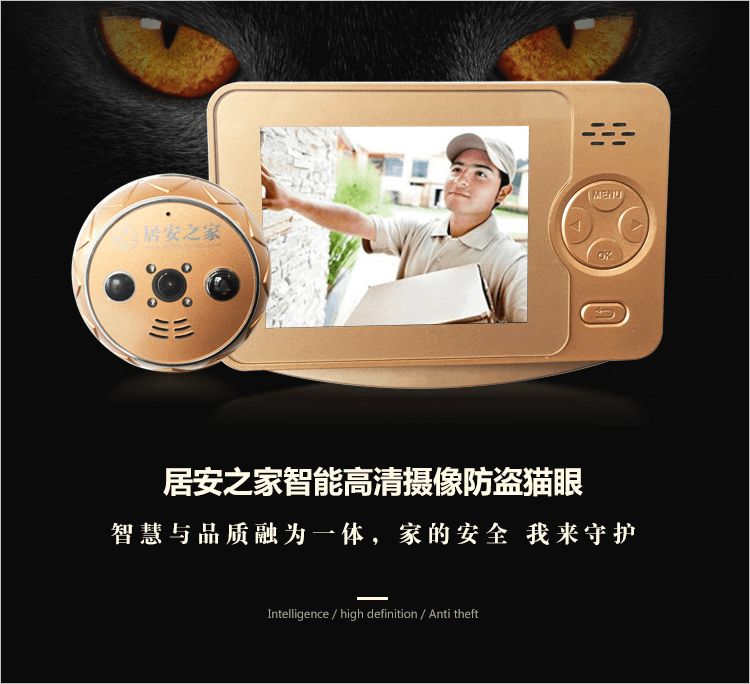 居安之家
MENU
OK
居安之家智能高清摄像防盗猫眼
智慧与品质融为一体，家的安全 我来守护
Intelligence / high definition / Anti theft